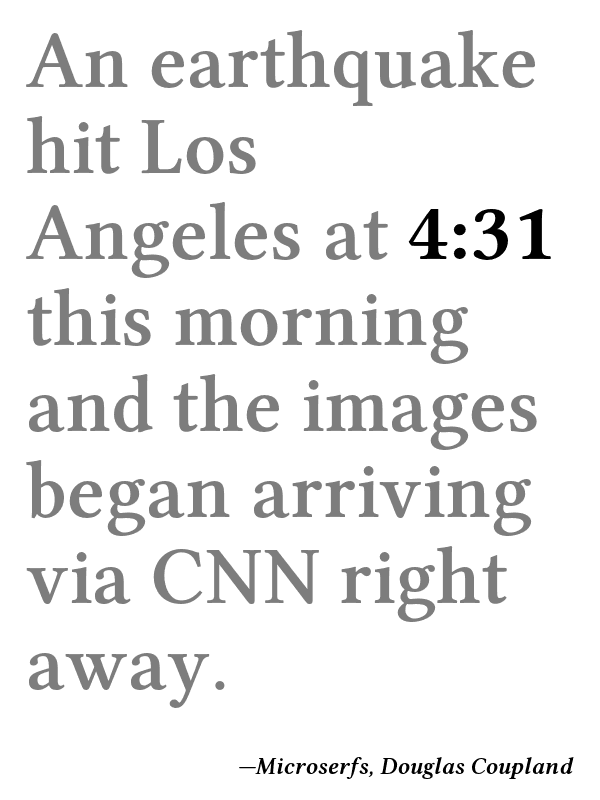 An earthquake
hit Los
Angeles at 4:31
this morning
and the images
began arriving
via CNN right
away.
—Microserfs, Douglas Coupland